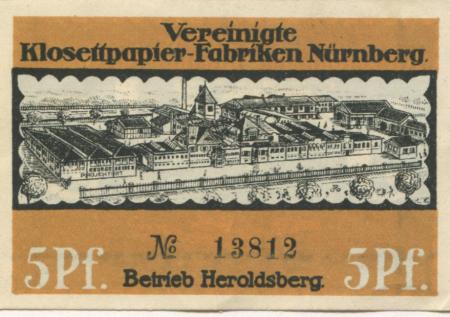 Vereinigte
Klosettpapier-Fabriken Nürnberg.
5Pf. № 13812 5Pf.
Betrieb Heroldsberg.